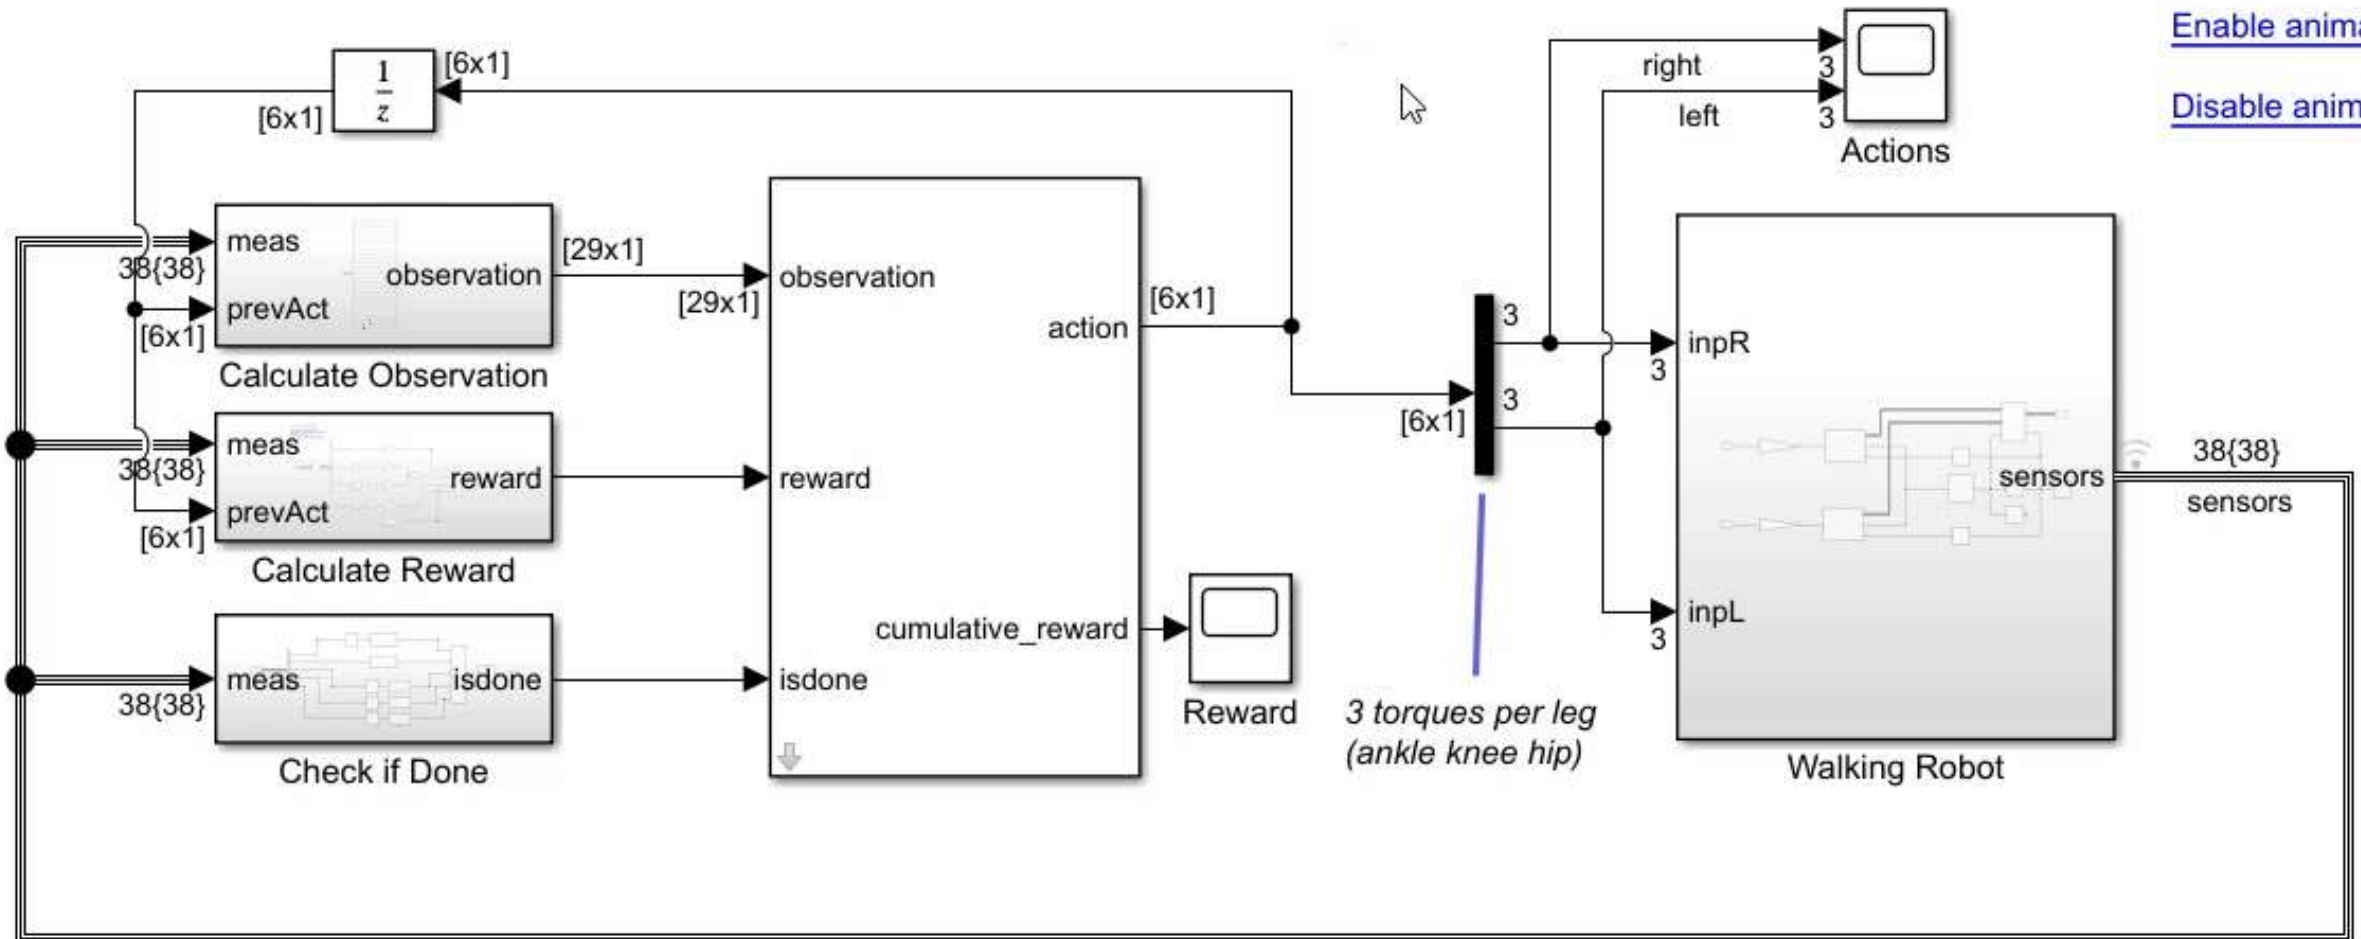 Enable anima
Disable anim
right
3
left
3
Actions
[6x1]
1
z
[6x1]
meas
38{38}
prevAct
[6x1]
observation
[29x1]
Calculate Observation
meas
38{38}
prevAct
[6x1]
reward
Calculate Reward
meas
38{38}
isdone
Check if Done
[29x1]
observation
reward
isdone
action
[6x1]
cumulative_reward
Reward
[6x1]
3
3
3 torques per leg
(ankle knee hip)
inpR
3
inpL
3
sensors
38{38}
sensors
Walking Robot